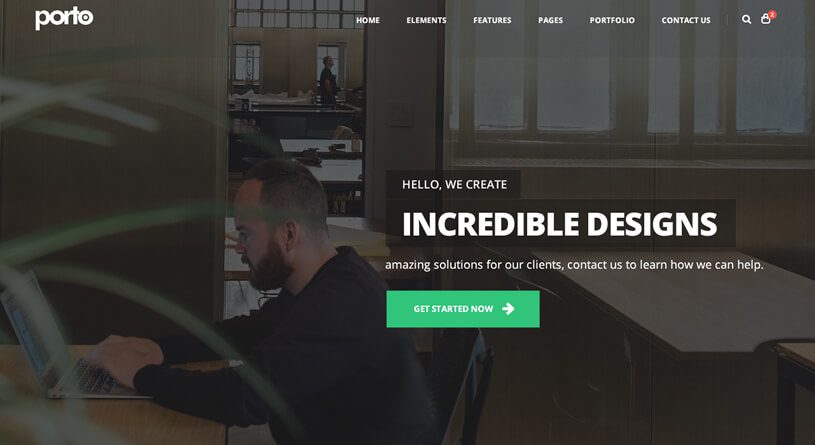 porto
HOME ELEMENTS FEATURES PAGES PORTFOLIO CONTACT US 2
HELLO, WE CREATE
INCREDIBLE DESIGNS
amazing solutions for our clients, contact us to learn how we can help.
GET STARTED NOW